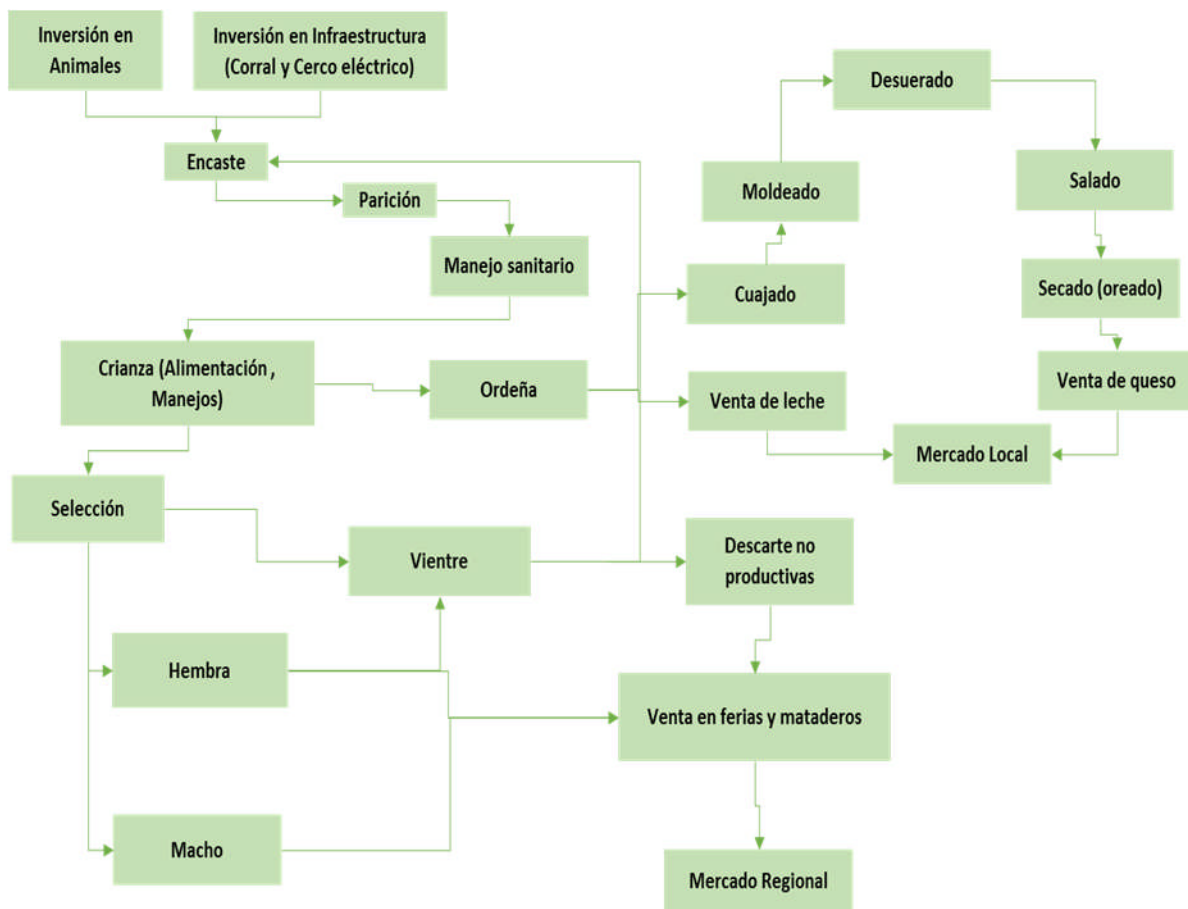 Inversión en
Animales
Inversión en Infraestructura
(Corral y Cerco eléctrico)
Encaste
Parición
Manejo sanitario
Crianza (Alimentación ,
Manejos)
Ordeña
Selección
Vientre
Hembra
Macho
Desuerado
Moldeado
Salado
Cuajado
Secado (oreado)
Venta de leche
Venta de queso
Mercado Local
Descarte no
productivas
Venta en ferias y mataderos
Mercado Regional